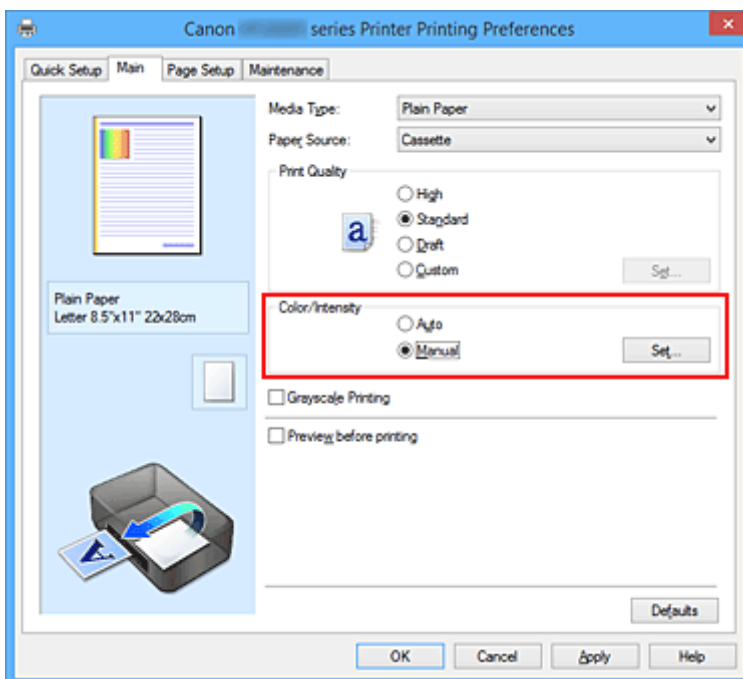 Canon series Printer Printing Preferences
Quick Setup Main Page Setup Maintenance
Media Type: Plain Paper
Paper Source: Cassette
Print Quality
High
Standard
Draft
Custom Set...
a
Plain Paper
Letter 8.5"x11" 22x28cm
Color/Intensity
Auto
Manual Set...
Grayscale Printing
Preview before printing
A
Defaults
OK Cancel Apply Help